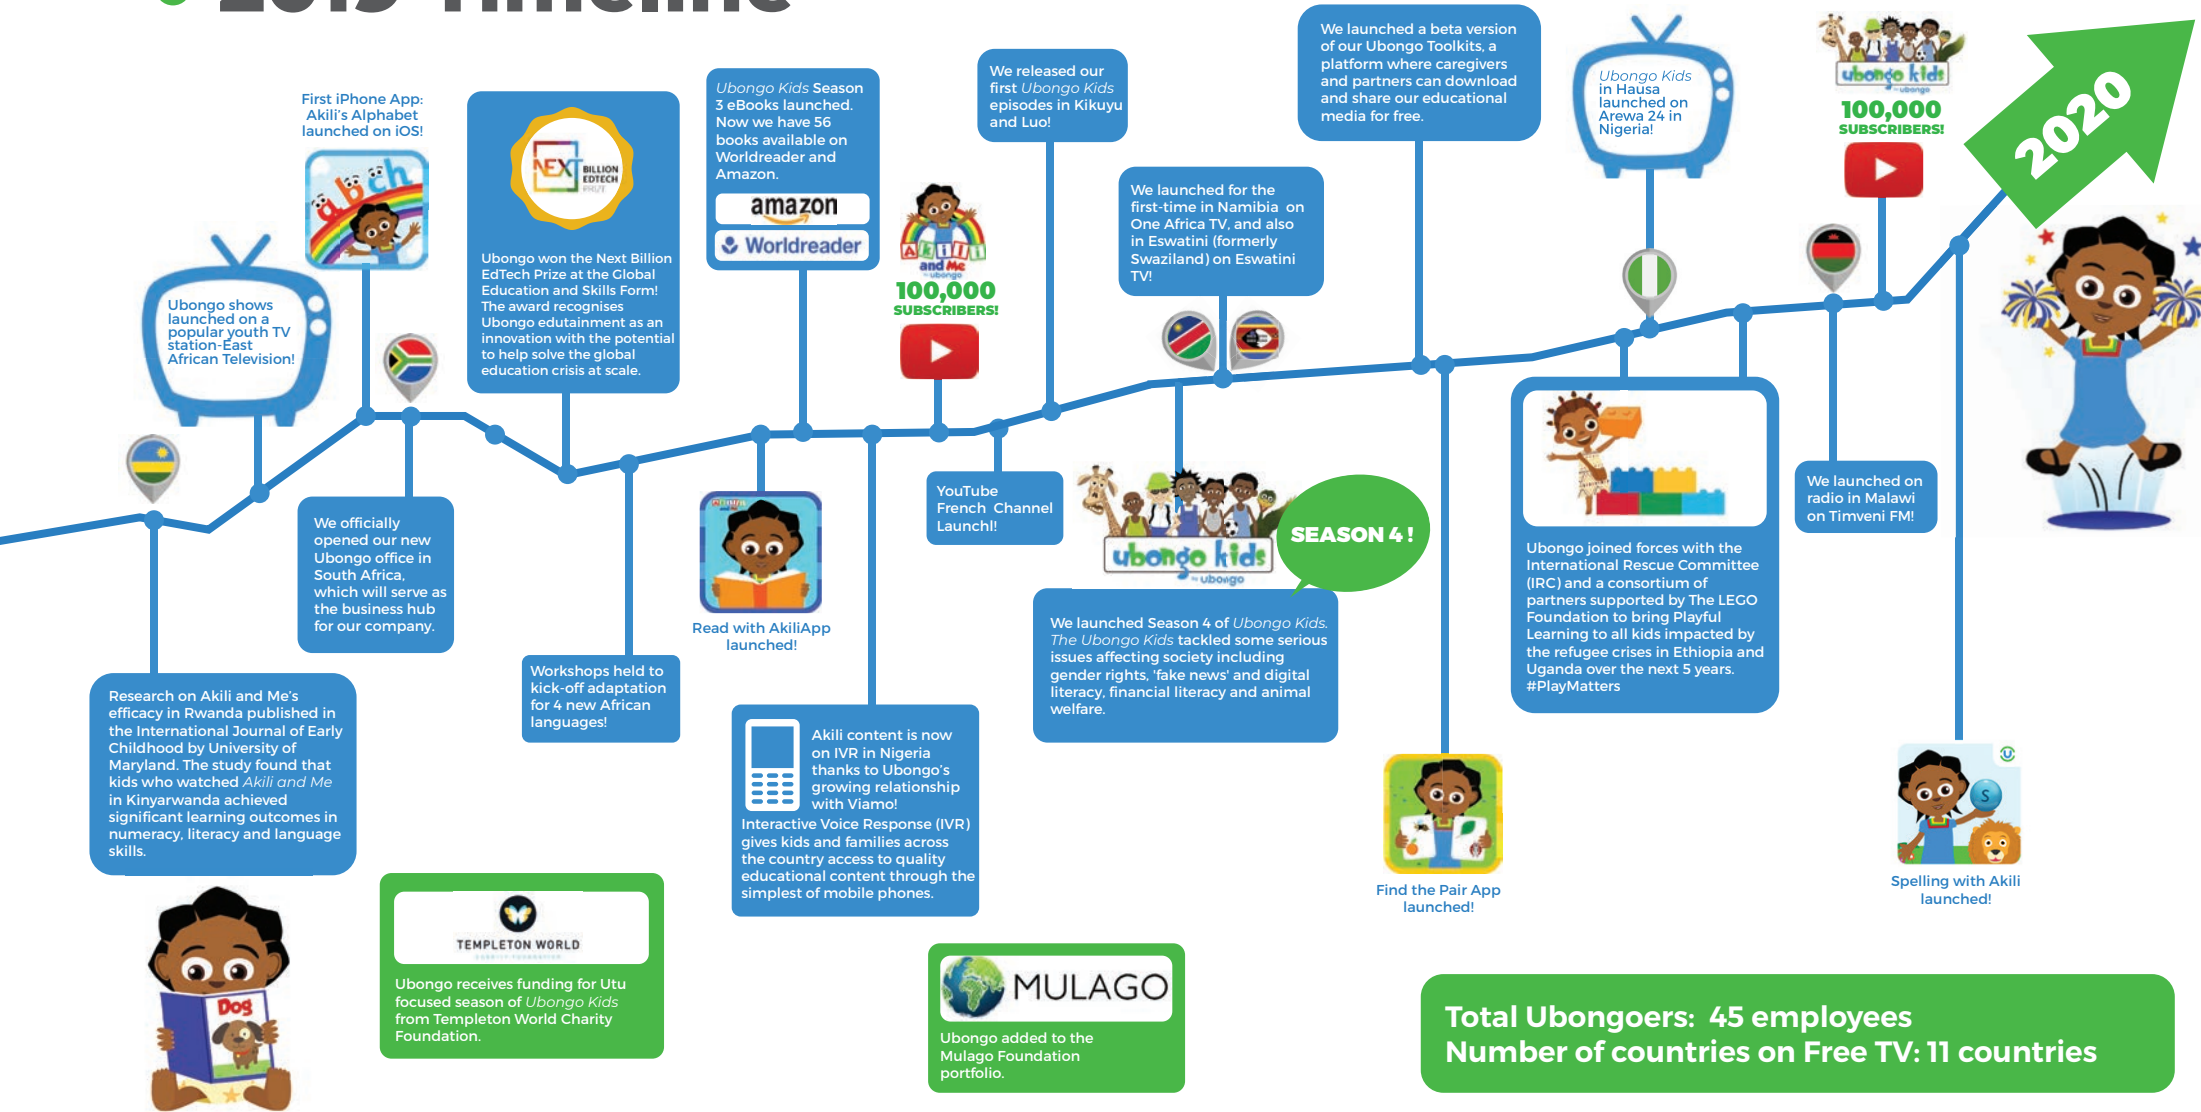 2019 Timeline
First iPhone App:
Akili's Alphabet
launched on iOS!
Ubongo shows
launched on a
popular youth TV
station-East
African Television!
NEXT
BILLION
EDTECH
PRIZE
Ubongo won the Next Billion
EdTech Prize at the Global
Education and Skills Form!
The award recognises
Ubongo edutainment as an
innovation with the potential
to help solve the global
education crisis at scale.
Ubongo Kids Season
3 eBooks launched.
Now we have 56
books available on
Worldreader and
Amazon.
amazon
Worldreader
Akili
and Me
by ubongo
100,000
SUBSCRIBERS!
We released our
first Ubongo Kids
episodes in Kikuyu
and Luo!
We launched for the
first-time in Namibia on
One Africa TV, and also
in Eswatini (formerly
Swaziland) on Eswatini
TV!
We launched a beta version
of our Ubongo Toolkits, a
platform where caregivers
and partners can download
and share our educational
media for free.
Ubongo Kids
in Hausa
launched on
Arewa 24 in
Nigeria!
ubongo kids
by ubongo
100,000
SUBSCRIBERS!
2020
Research on Akili and Me's
efficacy in Rwanda published in
the International Journal of Early
Childhood by University of
Maryland. The study found that
kids who watched Akili and Me
in Kinyarwanda achieved
significant learning outcomes in
numeracy, literacy and language
skills.
Dog
We officially
opened our new
Ubongo office in
South Africa,
which will serve as
the business hub
for our company.
Workshops held to
kick-off adaptation
for 4 new African
languages!
Read with AkiliApp
launched!
Akili content is now
on IVR in Nigeria
thanks to Ubongo's
growing relationship
with Viamo!
Interactive Voice Response (IVR)
gives kids and families across
the country access to quality
educational content through the
simplest of mobile phones.
YouTube
French Channel
Launchl!
ubongo kids
by ubongo
SEASON 4 !
We launched Season 4 of Ubongo Kids.
The Ubongo Kids tackled some serious
issues affecting society including
gender rights, 'fake news' and digital
literacy, financial literacy and animal
welfare.
Find the Pair App
launched!
Ubongo joined forces with the
International Rescue Committee
(IRC) and a consortium of
partners supported by The LEGO
Foundation to bring Playful
Learning to all kids impacted by
the refugee crises in Ethiopia and
Uganda over the next 5 years.
#PlayMatters
We launched on
radio in Malawi
on Timveni FM!
S
Spelling with Akili
launched!
TEMPLETON WORLD
CHARITY FOUNDATION
Ubongo receives funding for Utu
focused season of Ubongo Kids
from Templeton World Charity
Foundation.
MULAGO
Ubongo added to the
Mulago Foundation
portfolio.
Total Ubongoers: 45 employees
Number of countries on Free TV: 11 countries